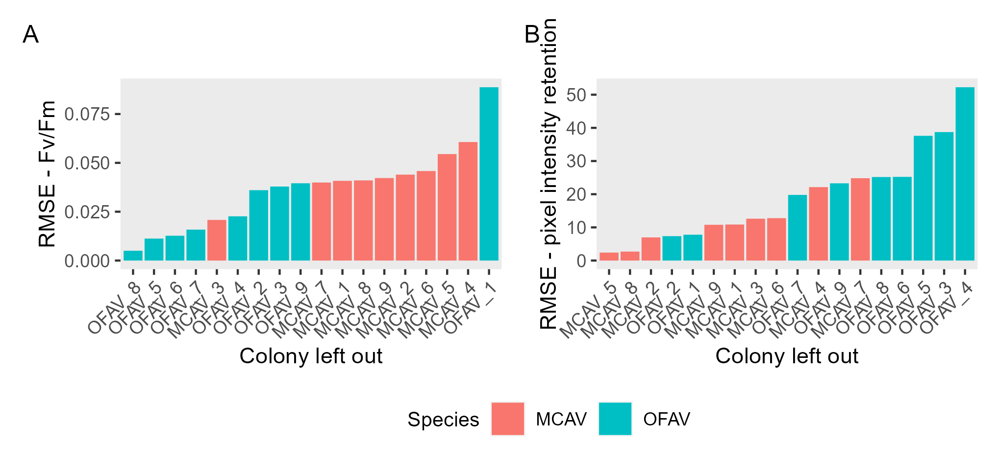 A
RMSE - Fv/Fm
0.075
0.050
0.025
0.000
OFAV_8
OFAV_5
OFAV_6
OFAV_7
MCAV_3
OFAV_4
OFAV_2
OFAV_3
OFAV_9
MCAV_7
MCAV_1
MCAV_8
MCAV_9
MCAV_2
MCAV_6
MCAV_5
MCAV_4
OFAV_1
Colony left out
B
RMSE - pixel intensity retention
50
40
30
20
10
0
MCAV_5
MCAV_8
MCAV_2
OFAV_2
OFAV_1
MCAV_9
MCAV_1
MCAV_3
MCAV_6
OFAV_7
MCAV_4
OFAV_9
MCAV_7
OFAV_8
OFAV_6
OFAV_5
OFAV_3
OFAV_4
Colony left out
Species MCAV OFAV